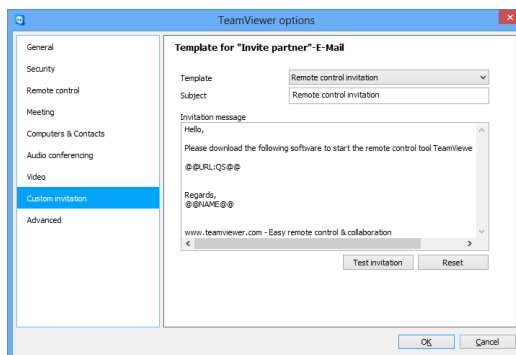 TeamViewer options
General
Security
Remote control
Meeting
Computers & Contacts
Audio conferencing
Video
Custom invitation
Advanced
Template for "Invite partner"-E-Mail
Template
Remote control invitation
Subject
Remote control invitation
Invitation message
Hello,
Please download the following software to start the remote control tool TeamViewe
@@URL:QS@@
Regards,
@@NAME@@
www.teamviewer.com - Easy remote control & collaboration
Test invitation
Reset
OK
Cancel